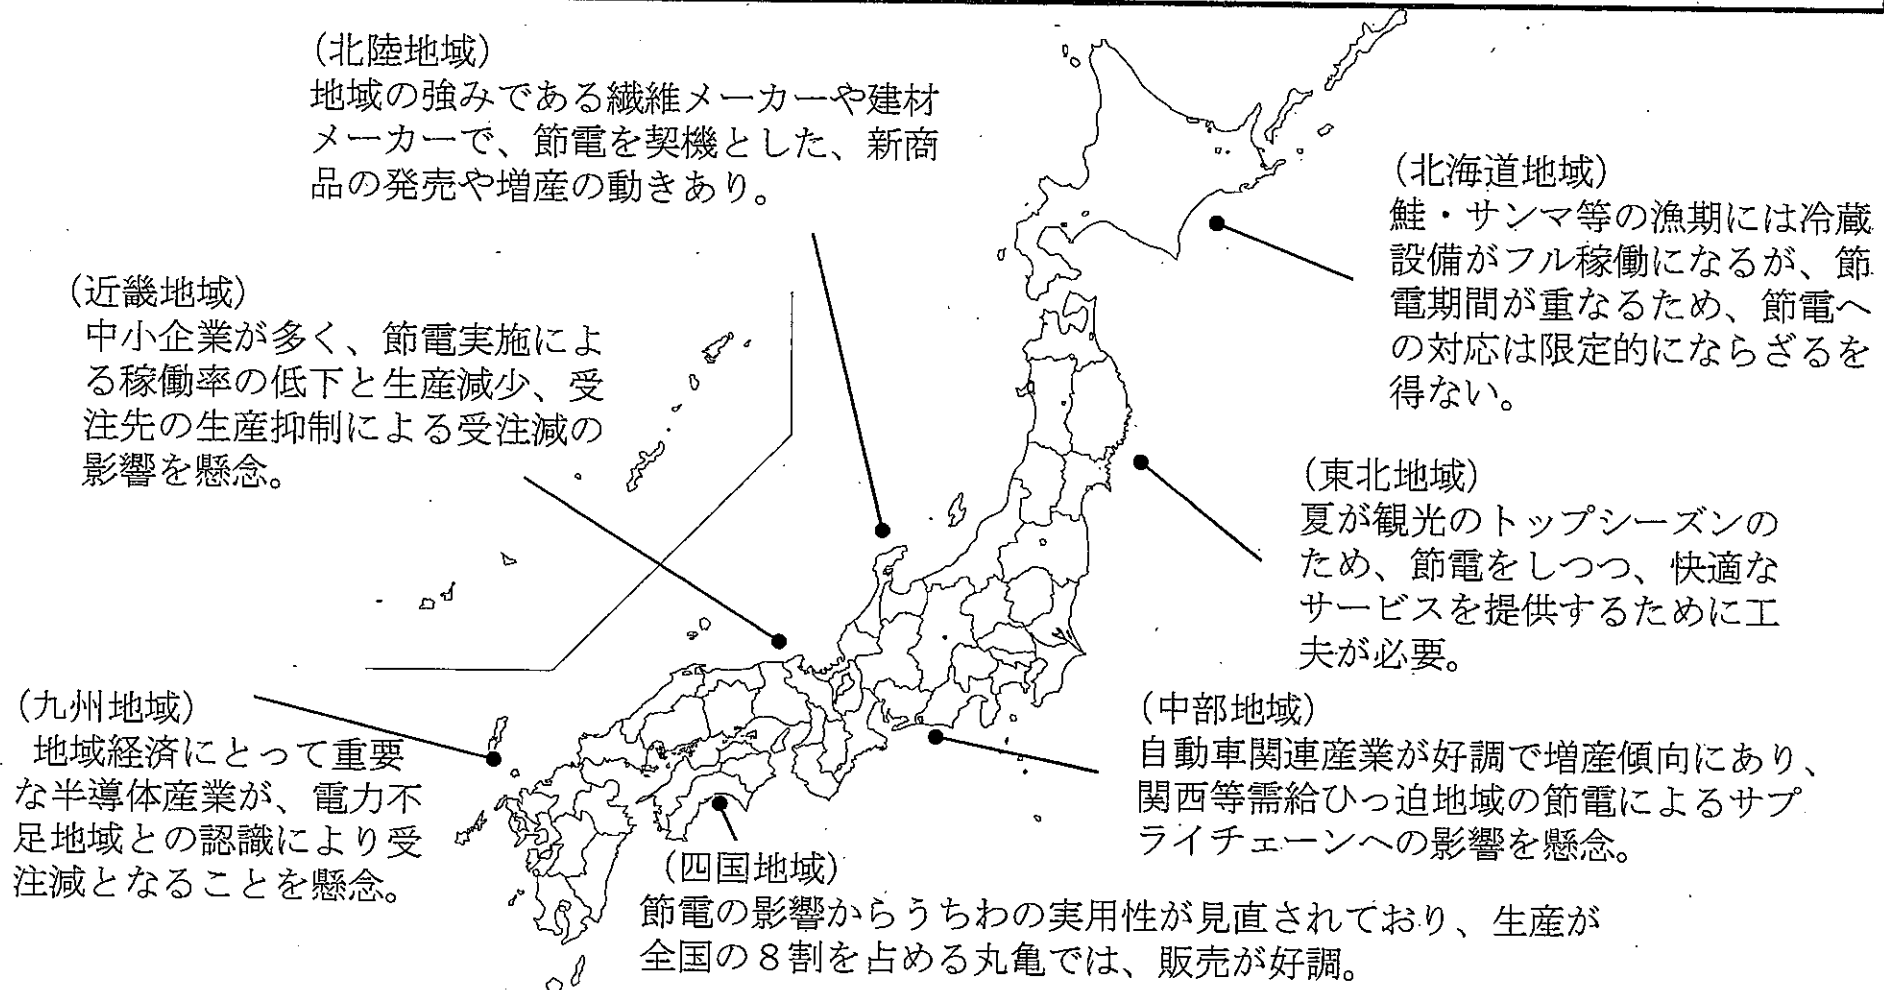 （北陸地域）
地域の強みである繊維メーカーや建材
メーカーで、節電を契機とした、新商
品の発売や増産の動きあり。
（北海道地域）
鮭・サンマ等の漁期には冷蔵
設備がフル稼働になるが、節
電期間が重なるため、節電へ
の対応は限定的にならざるを
得ない。
（近畿地域）
中小企業が多く、節電実施によ
る稼働率の低下と生産減少、受
注先の生産抑制による受注減の
影響を懸念。
（東北地域）
夏が観光のトップシーズンの
ため、節電をしつつ、快適な
サービスを提供するために工
夫が必要。
（九州地域）
地域経済にとって重要
な半導体産業が、電力不
足地域との認識により受
注減となることを懸念。
（中部地域）
自動車関連産業が好調で増産傾向にあり、
関西等需給ひっ迫地域の節電によるサプ
ライチェーンへの影響を懸念。
（四国地域）
節電の影響からうちわの実用性が見直されており、生産が
全国の８割を占める丸亀では、販売が好調。